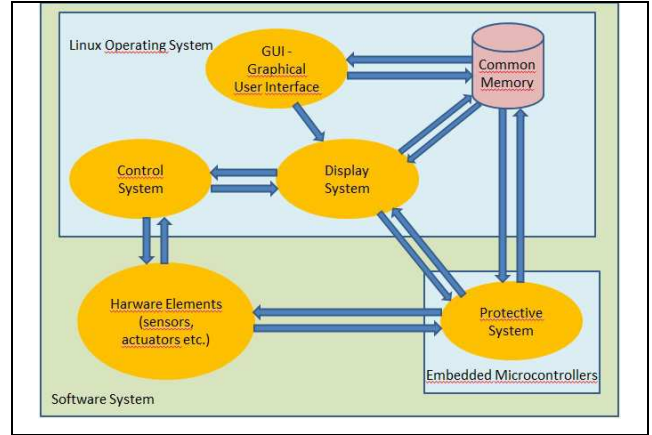 Linux Operating System
GUI -
Graphical
User Interface
Common
Memory
Control
System
Display
System
Harware Elements
(sensors,
actuators etc.)
Protective
System
Embedded Microcontrollers
Software System